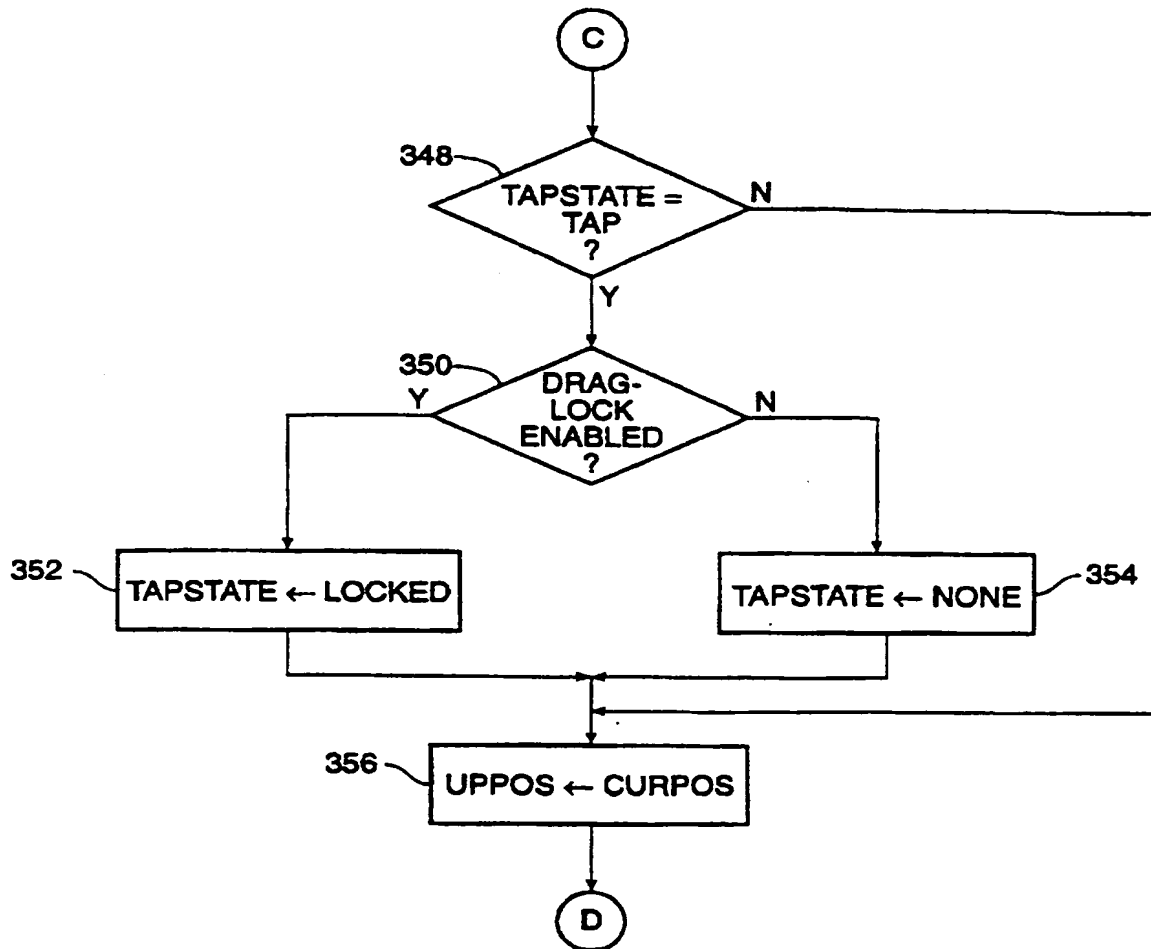 C
348
TAPSTATE =
TAP
?
N
Y
350
DRAG-
LOCK
ENABLED
?
Y
N
352
TAPSTATE ← LOCKED
TAPSTATE ← NONE
354
356
UPPOS ← CURPOS
D